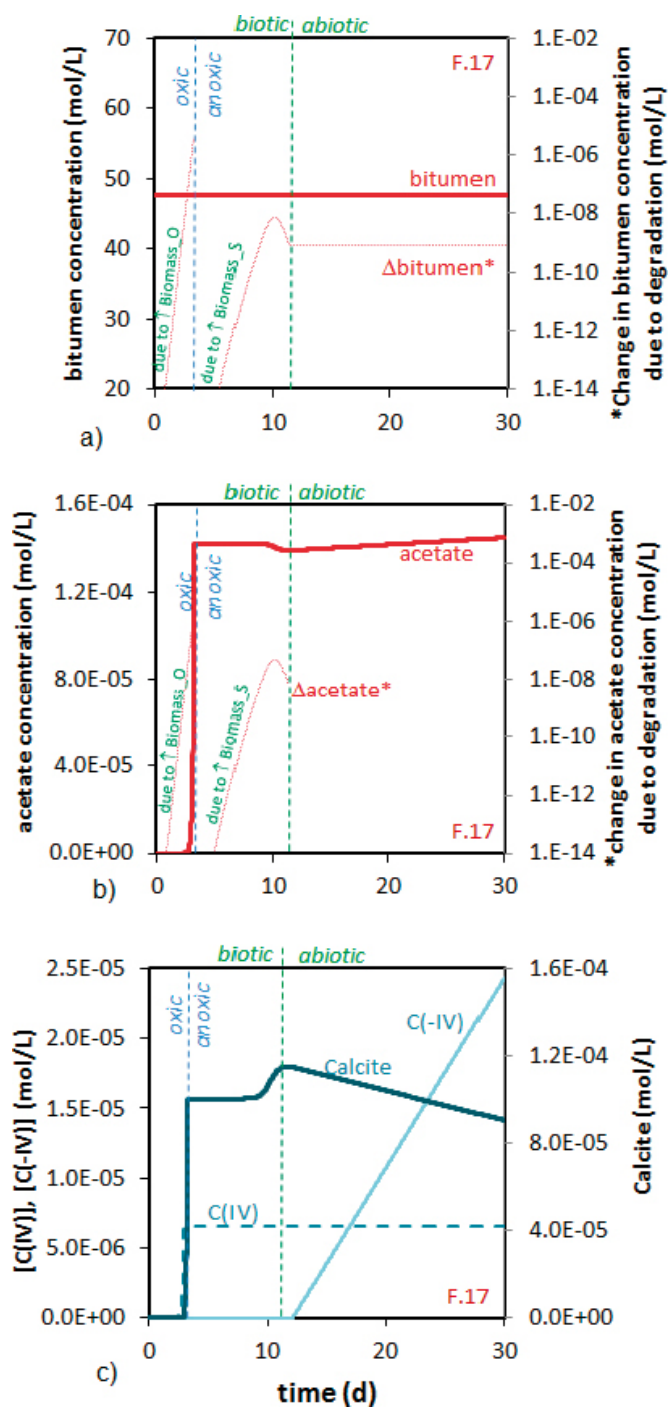 biotic abiotic
70
60
50
40
30
20
bitumen concentration (mol/L)
oxic
anoxic
F.17
bitumen
Δbitumen*
due to ↑ Biomass_O
due to ↑ Biomass_S
1.E-02
1.E-04
1.E-06
1.E-08
1.E-10
1.E-12
1.E-14
*Change in bitumen concentration
due to degradation (mol/L)
0 10 20 30
a)
biotic abiotic
1.6E-04
1.2E-04
8.0E-05
4.0E-05
0.0E+00
acetate concentration (mol/L)
oxic
anoxic
acetate
Δacetate*
due to ↑ Biomass_O
due to ↑ Biomass_S
F.17
1.E-02
1.E-04
1.E-06
1.E-08
1.E-10
1.E-12
1.E-14
*change in acetate concentration
due to degradation (mol/L)
0 10 20 30
b)
biotic abiotic
2.5E-05
2.0E-05
1.5E-05
1.0E-05
5.0E-06
0.0E+00
[C(IV)], [C(-IV)] (mol/L)
oxic
anoxic
C(-IV)
Calcite
C(IV)
F.17
1.6E-04
1.2E-04
8.0E-05
4.0E-05
0.0E+00
Calcite (mol/L)
0 10 20 30
c)
time (d)